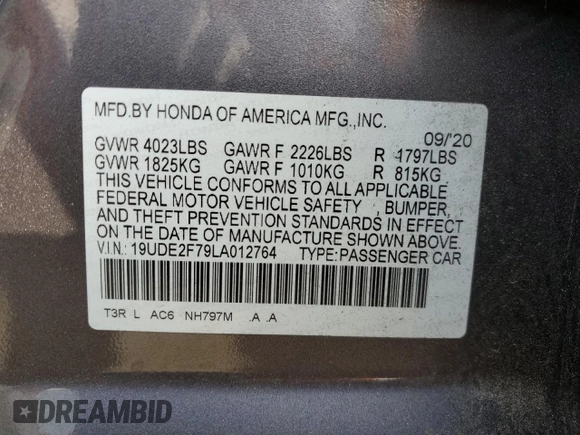 MFD.BY HONDA OF AMERICA MFG.,INC.
09/'20
GVWR 4023LBS GAWR F 2226LBS R 1797LBS
GVWR 1825KG GAWR F 1010KG R 815KG
THIS VEHICLE CONFORMS TO ALL APPLICABLE
FEDERAL MOTOR VEHICLE SAFETY , BUMPER,
AND THEFT PREVENTION STANDARDS IN EFFECT
ON THE DATE OF MANUFACTURE SHOWN ABOVE.
V.I.N.: 19UDE2F79LA012764 TYPE:PASSENGER CAR
T3R L AC6 NH797M .A .A
DREAMBID